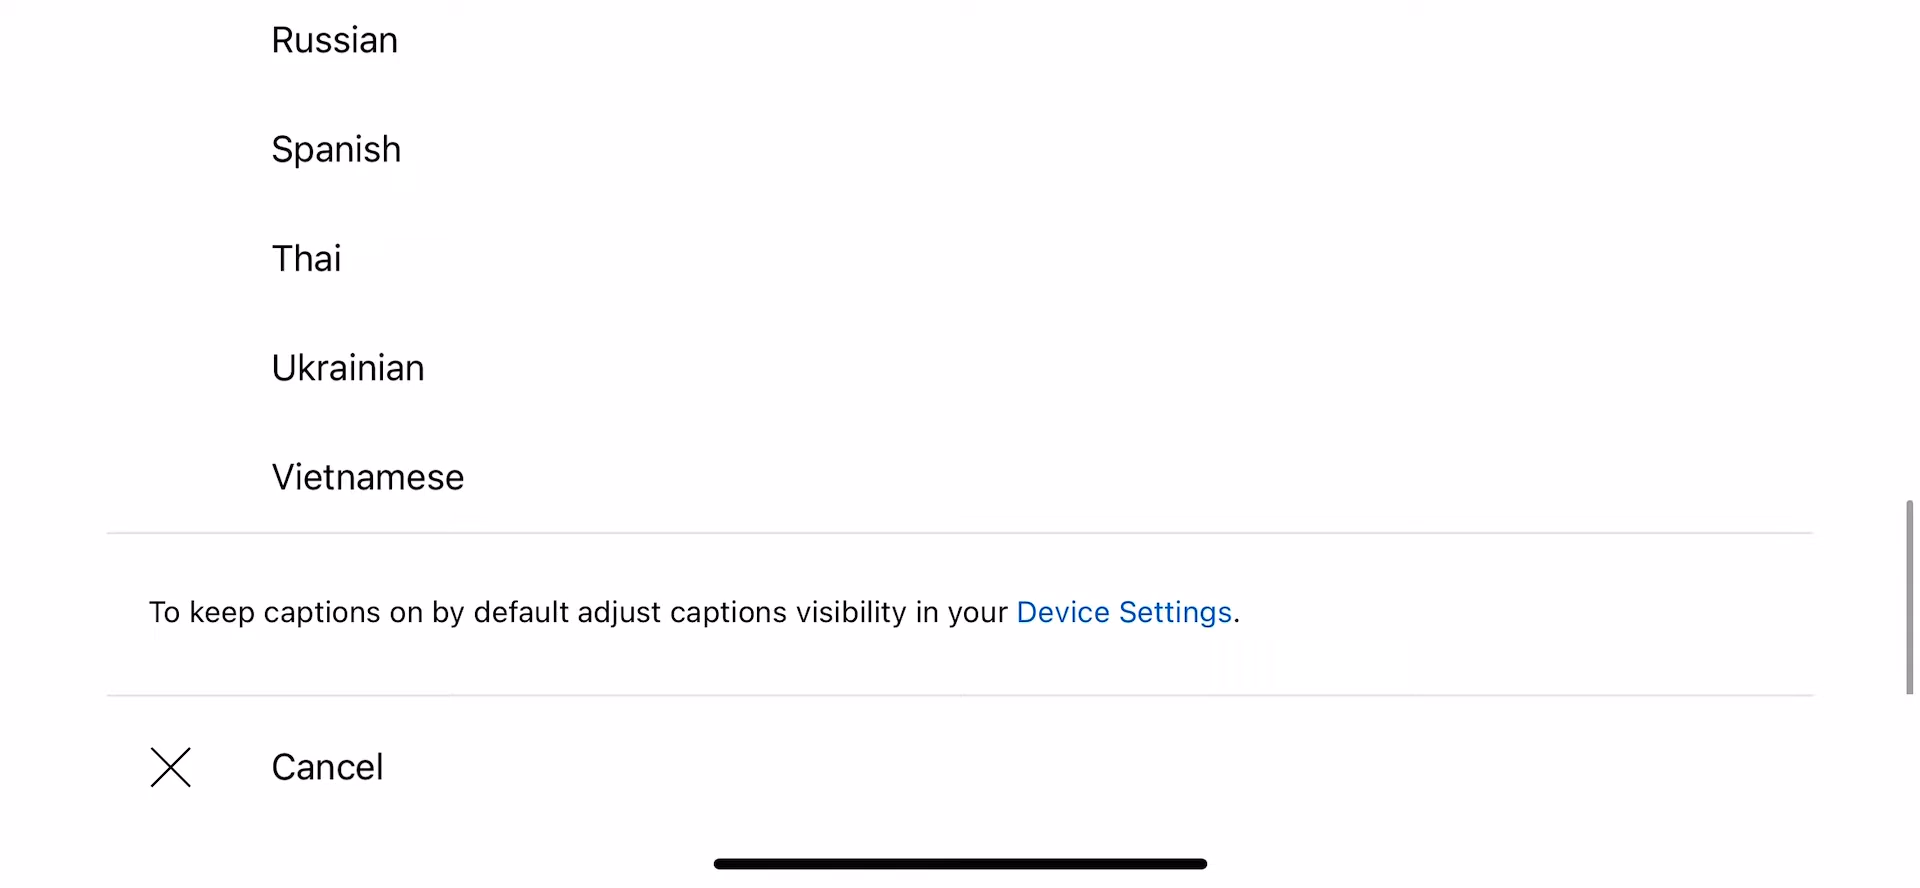 Russian
Spanish
Thai
Ukrainian
Vietnamese
To keep captions on by default adjust captions visibility in your Device Settings.
Cancel